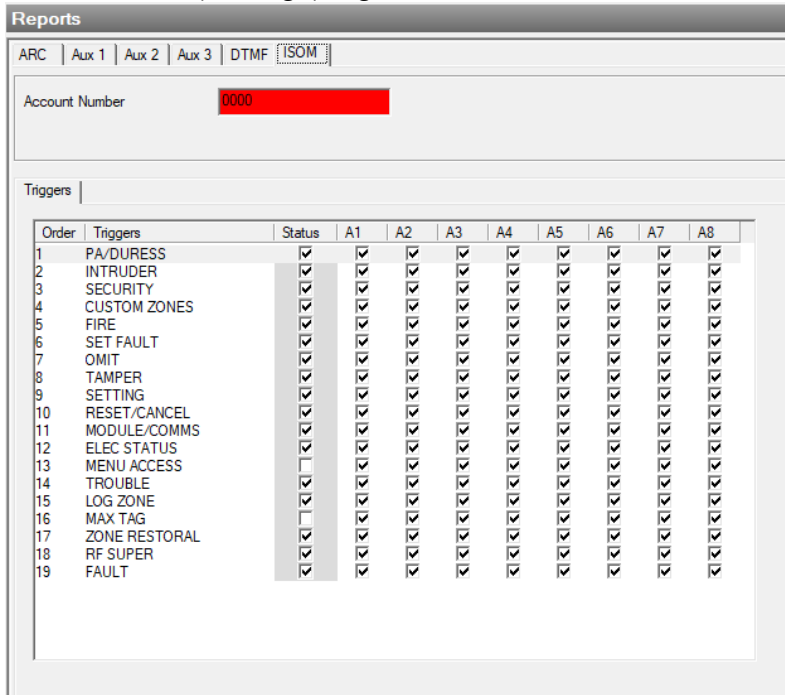 Reports
ARC Aux 1 Aux 2 Aux 3 DTMF ISOM
Account Number 0000
Triggers
Order Triggers Status A1 A2 A3 A4 A5 A6 A7 A8
1 PA/DURESS
2 INTRUDER
3 SECURITY
4 CUSTOM ZONES
5 FIRE
6 SET FAULT
7 OMIT
8 TAMPER
9 SETTING
10 RESET/CANCEL
11 MODULE/COMMS
12 ELEC STATUS
13 MENU ACCESS
14 TROUBLE
15 LOG ZONE
16 MAX TAG
17 ZONE RESTORAL
18 RF SUPER
19 FAULT